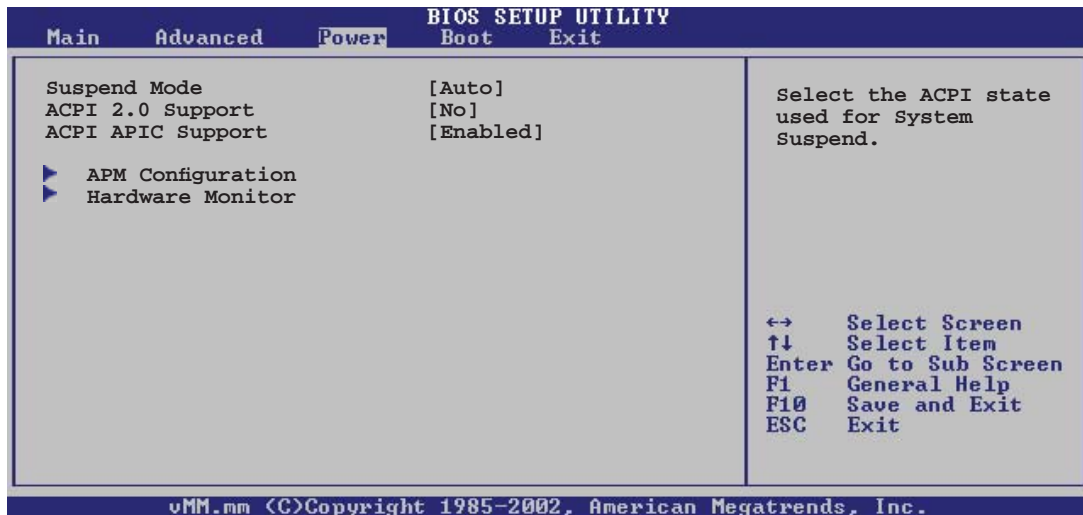 BIOS SETUP UTILITY
Main Advanced Power Boot Exit
Suspend Mode [Auto]
ACPI 2.0 Support [No]
ACPI APIC Support [Enabled]
APM Configuration
Hardware Monitor
Select the ACPI state
used for System
Suspend.
←→ Select Screen
↑↓ Select Item
Enter Go to Sub Screen
F1 General Help
F10 Save and Exit
ESC Exit
vMM.mm (C)Copyright 1985-2002, American Megatrends, Inc.